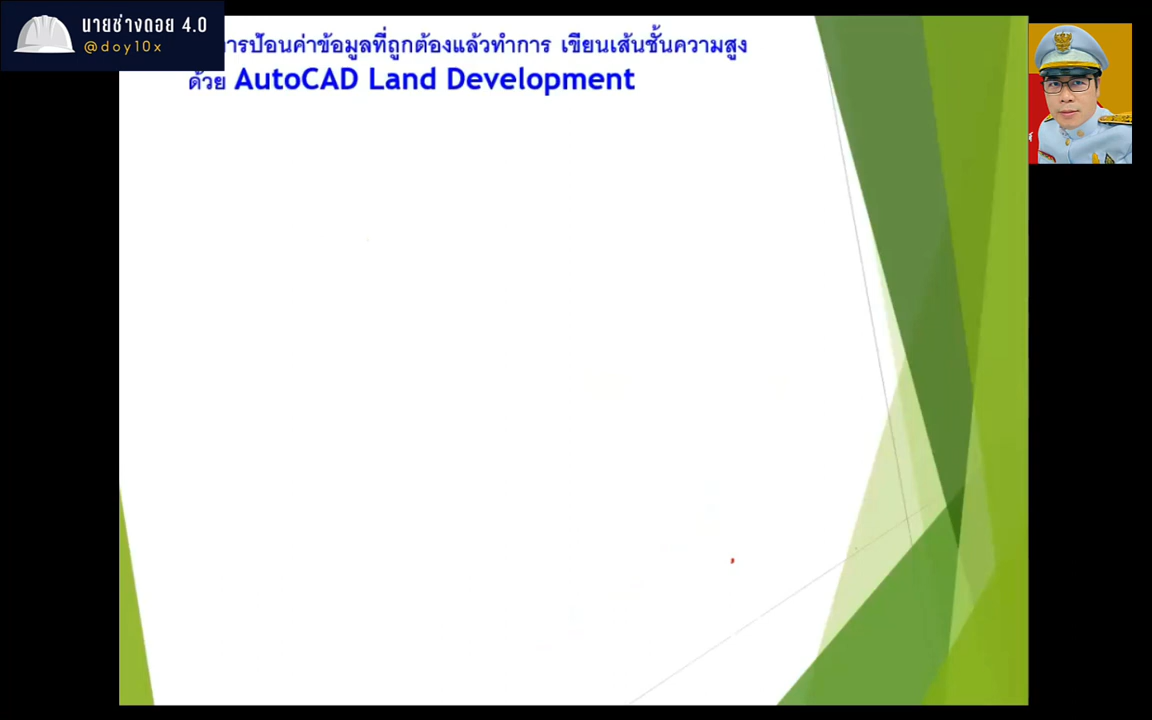 นายช่างดอย 4.0
@doy10x
การป้อนค่าข้อมูลที่ถูกต้องแล้วทำการ เขียนเส้นชั้นความสูง
ด้วย AutoCAD Land Development